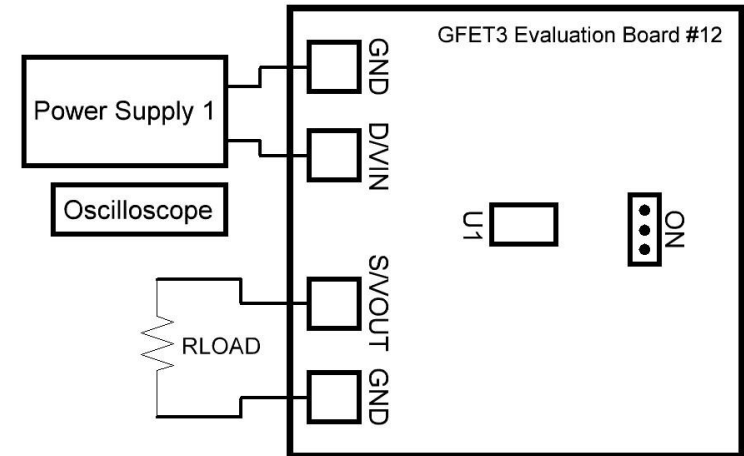 GFET3 Evaluation Board #12
GND
Power Supply 1
D/VIN
Oscilloscope
U1
ON
S/VOUT
RLOAD
GND